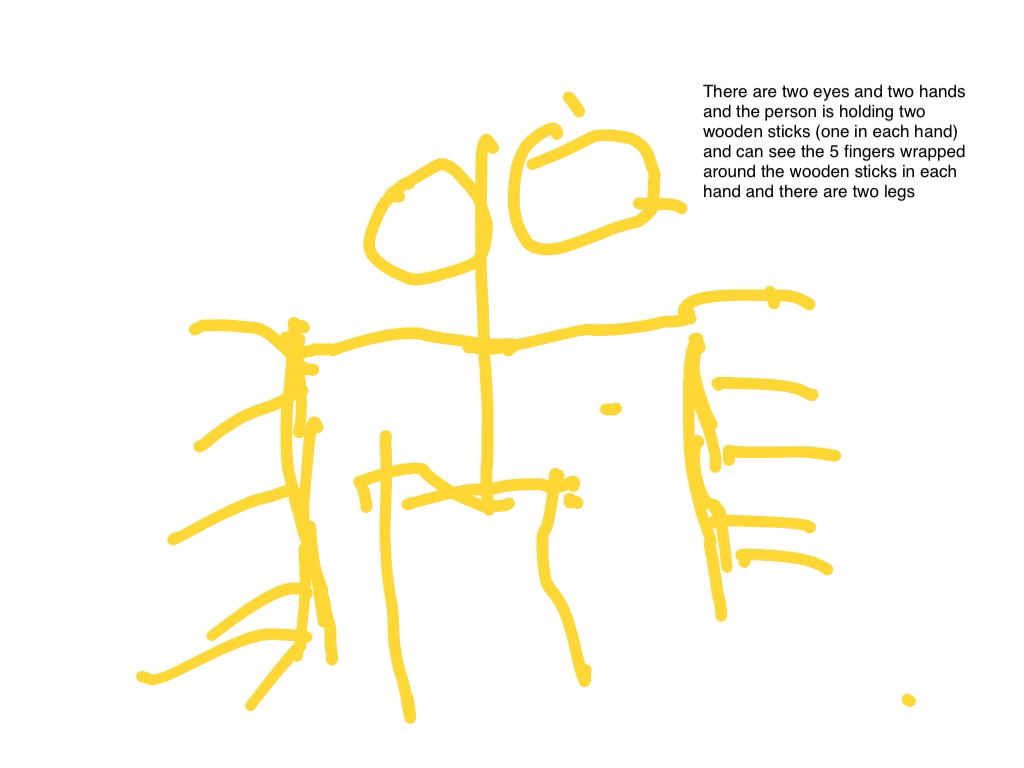 There are two eyes and two hands
and the person is holding two
wooden sticks (one in each hand)
and can see the 5 fingers wrapped
around the wooden sticks in each
hand and there are two legs